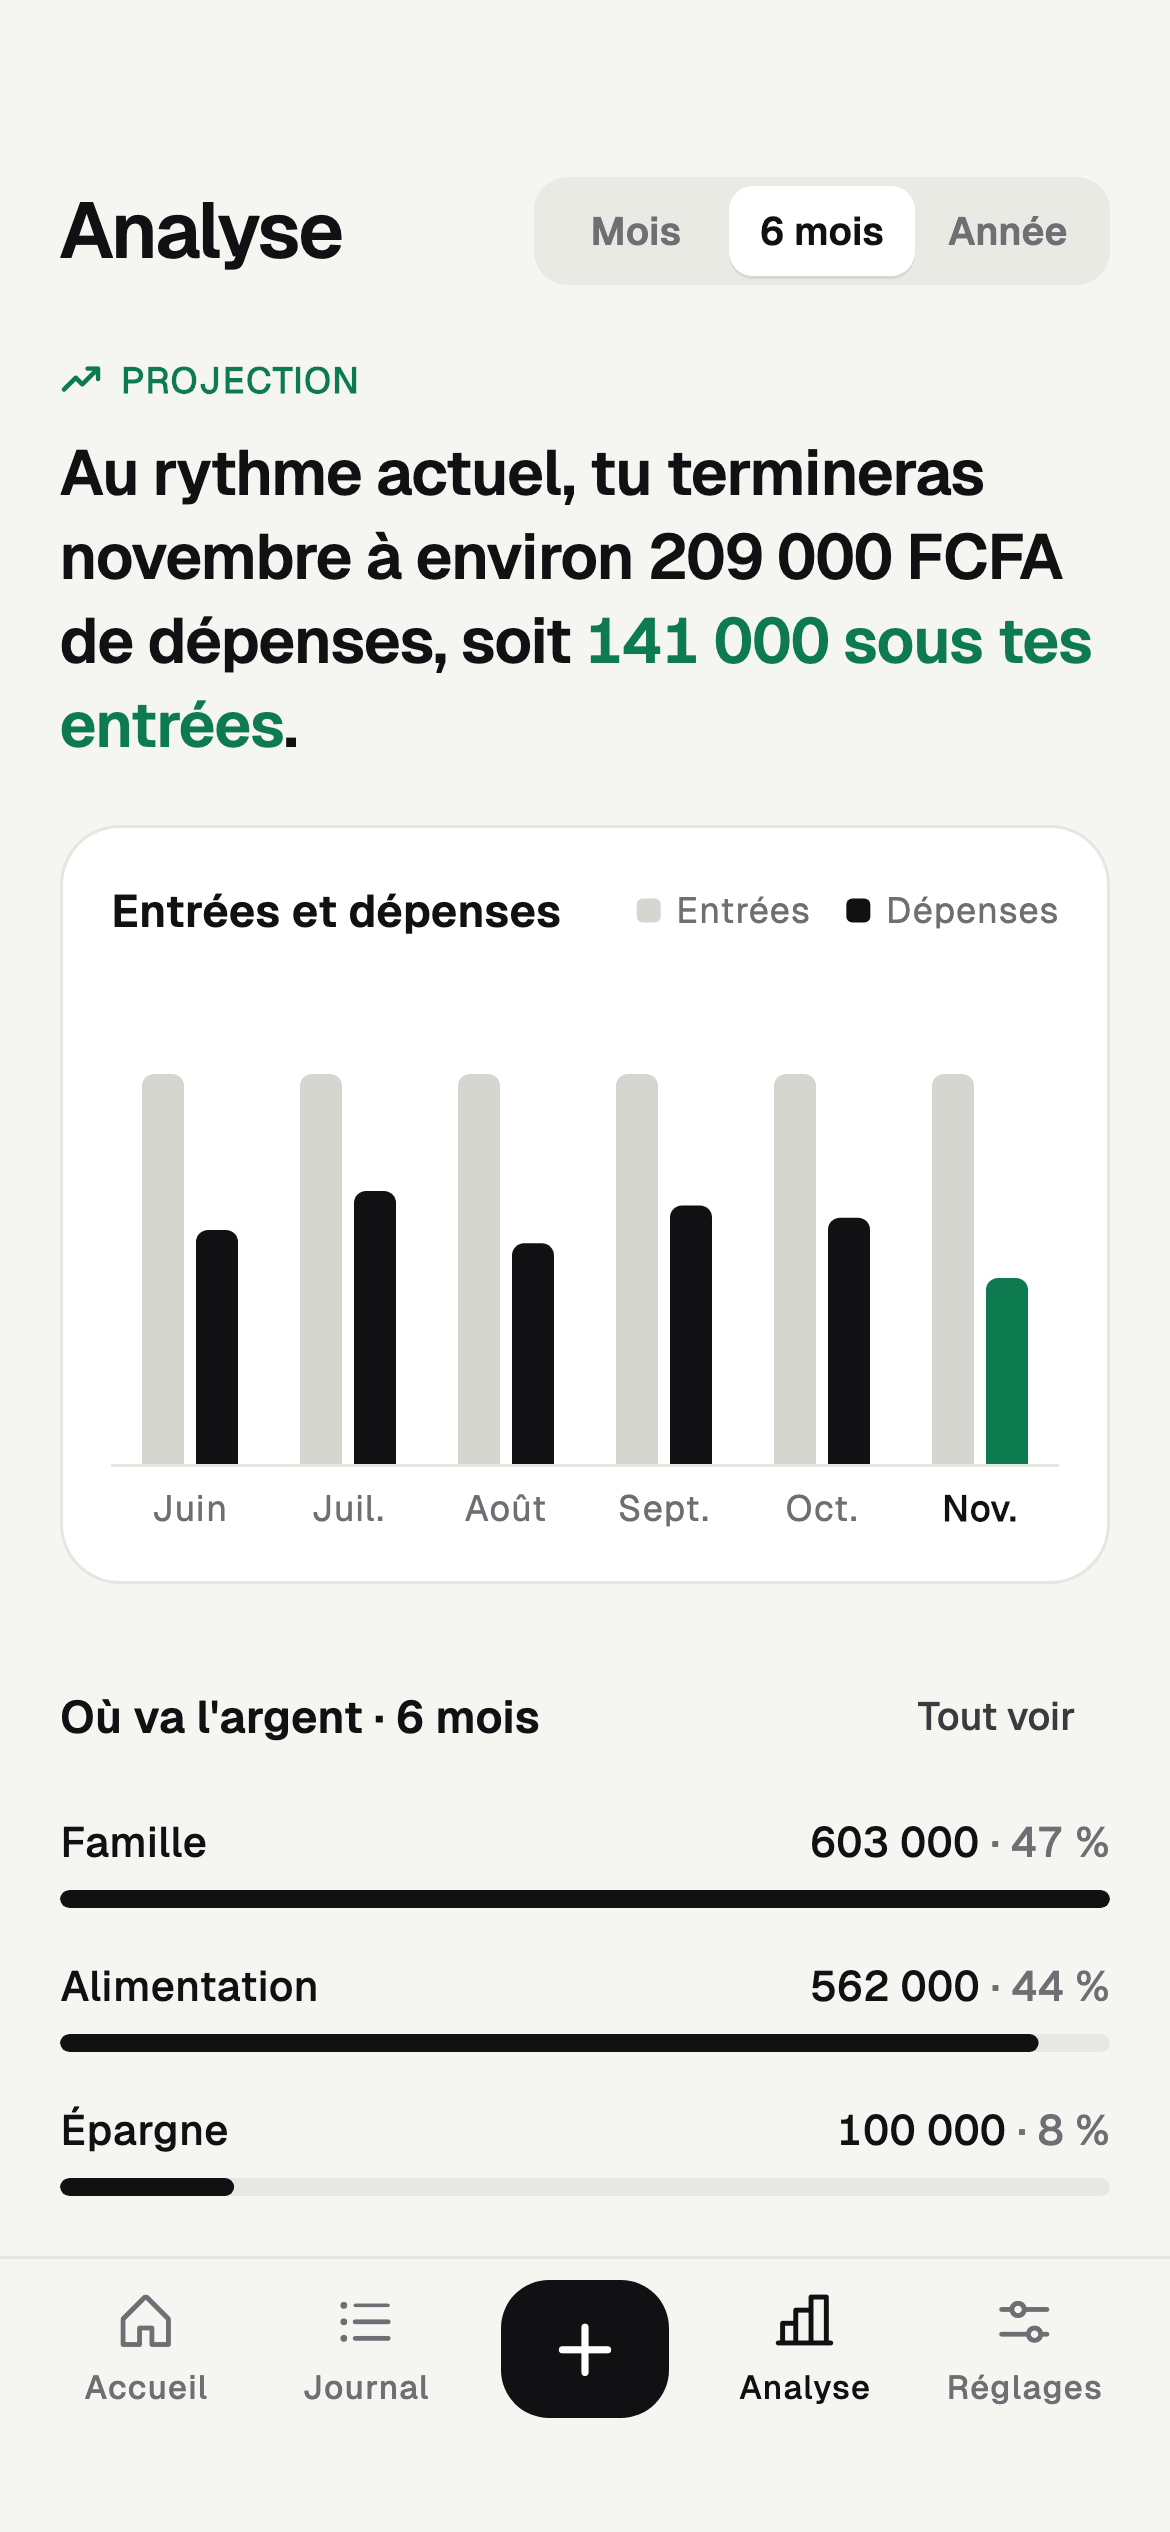 Analyse
Mois 6 mois Année
PROJECTION
Au rythme actuel, tu termineras
novembre à environ 209 000 FCFA
de dépenses, soit 141 000 sous tes
entrées.
Entrées et dépenses Entrées Dépenses
Juin Juil. Août Sept. Oct. Nov.
Où va l'argent · 6 mois Tout voir
Famille 603 000 · 47 %
Alimentation 562 000 · 44 %
Épargne 100 000 · 8 %
Accueil Journal Analyse Réglages